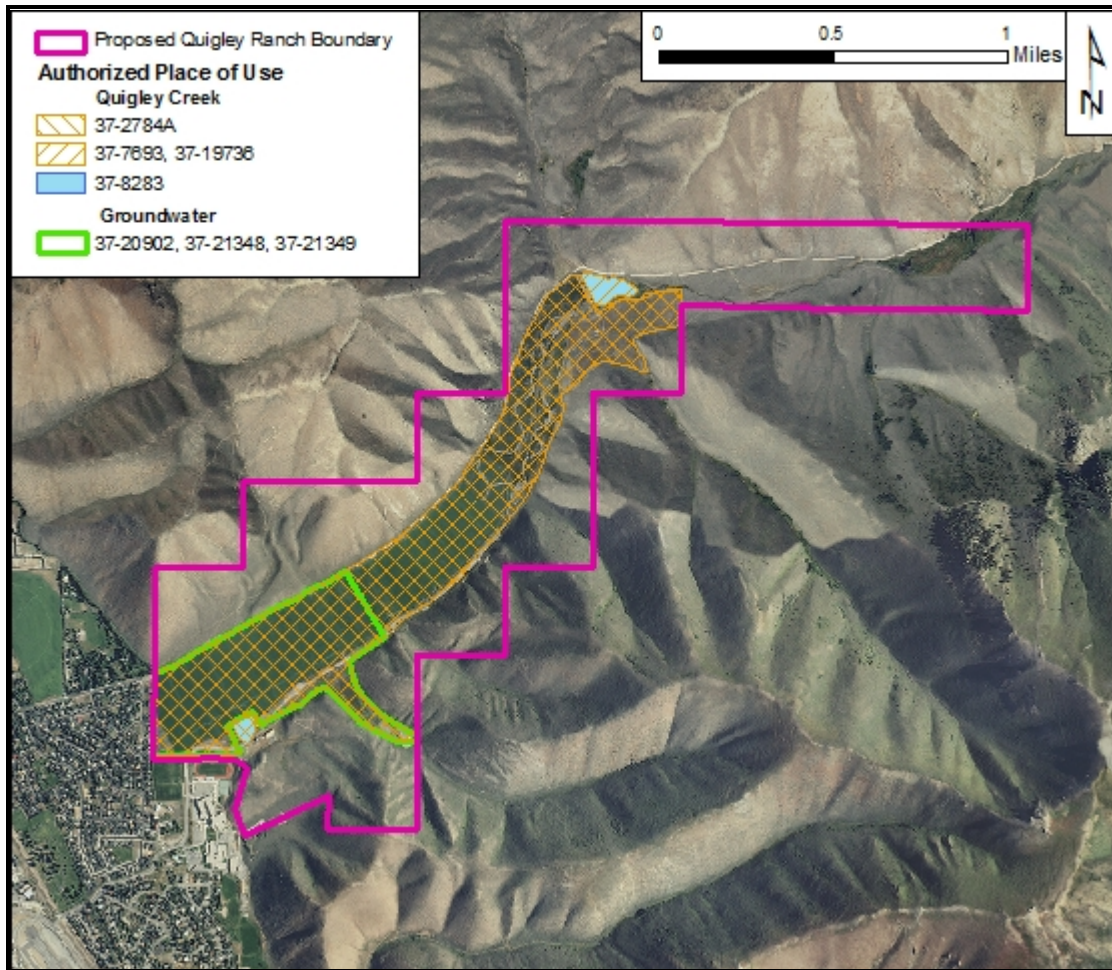 Proposed Quigley Ranch Boundary
Authorized Place of Use
Quigley Creek
37-2784A
37-7693, 37-19736
37-8283
Groundwater
37-20902, 37-21348, 37-21349
0 0.5 1
Miles
N